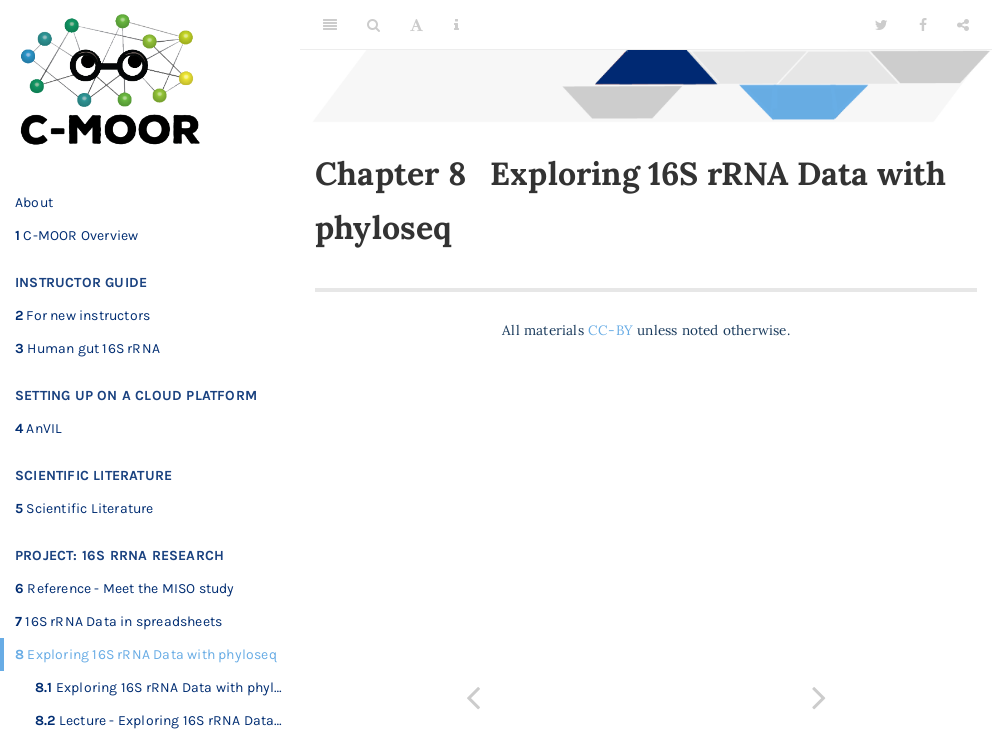 C-MOOR
About
1 C-MOOR Overview
INSTRUCTOR GUIDE
2 For new instructors
3 Human gut 16S rRNA
SETTING UP ON A CLOUD PLATFORM
4 AnVIL
SCIENTIFIC LITERATURE
5 Scientific Literature
PROJECT: 16S RRNA RESEARCH
6 Reference - Meet the MISO study
7 16S rRNA Data in spreadsheets
8 Exploring 16S rRNA Data with phyloseq
8.1 Exploring 16S rRNA Data with phyl…
8.2 Lecture - Exploring 16S rRNA Data…
A
Chapter 8 Exploring 16S rRNA Data with
phyloseq
All materials CC-BY unless noted otherwise.